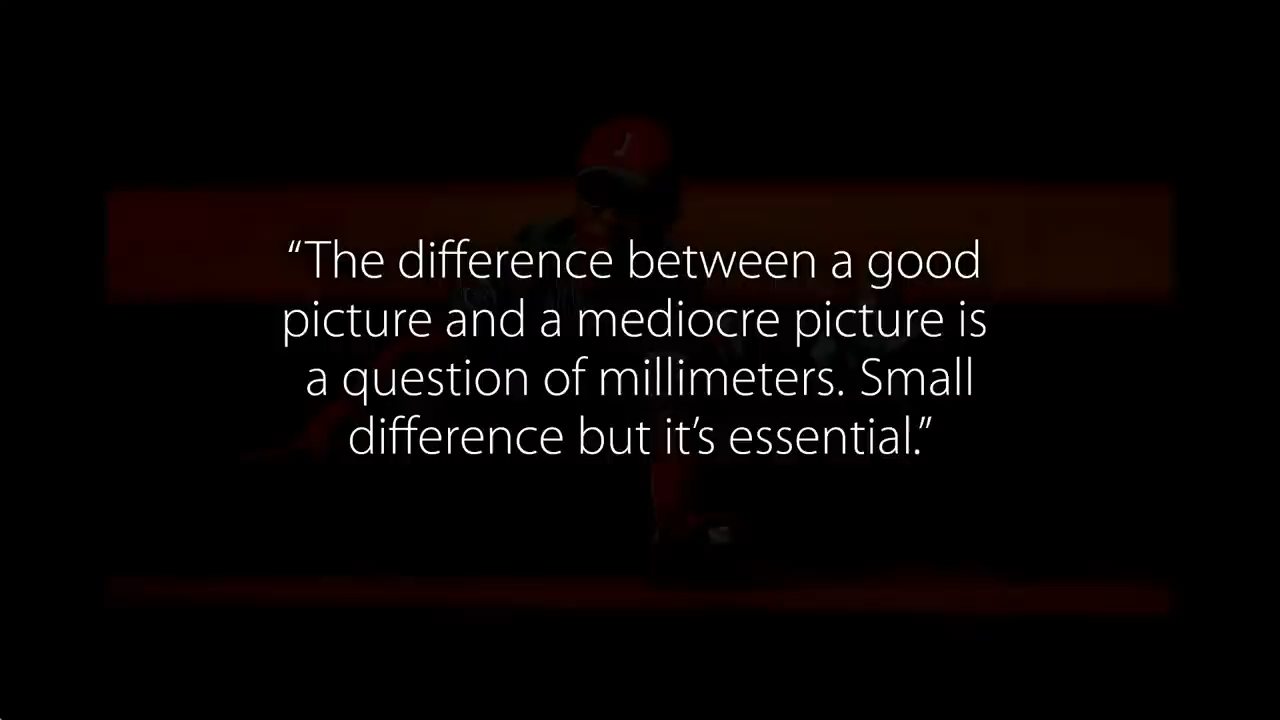 “The difference between a good
picture and a mediocre picture is
a question of millimeters. Small
difference but it’s essential.”
J